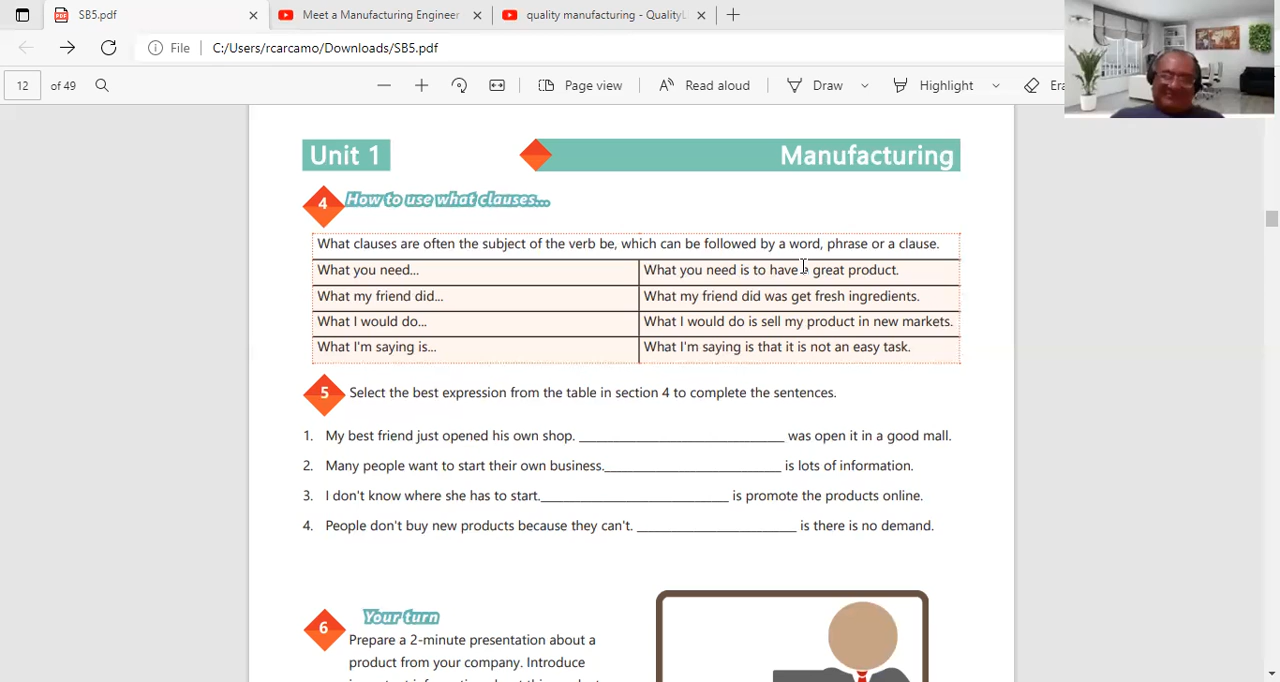 SB5.pdf
Meet a Manufacturing Engineer
quality manufacturing - QualityL
File
C:/Users/rcarcamo/Downloads/SB5.pdf
12 of 49
Page view
Read aloud
Draw
Highlight
Era
Unit 1
Manufacturing
4 How to use what clauses...
What clauses are often the subject of the verb be, which can be followed by a word, phrase or a clause.
What you need... What you need is to have a great product.
What my friend did... What my friend did was get fresh ingredients.
What I would do... What I would do is sell my product in new markets.
What I'm saying is... What I'm saying is that it is not an easy task.
5 Select the best expression from the table in section 4 to complete the sentences.
1. My best friend just opened his own shop. __________________________ was open it in a good mall.
2. Many people want to start their own business._______________________ is lots of information.
3. I don't know where she has to start.________________________ is promote the products online.
4. People don't buy new products because they can't. ____________________ is there is no demand.
6 Your turn
Prepare a 2-minute presentation about a
product from your company. Introduce